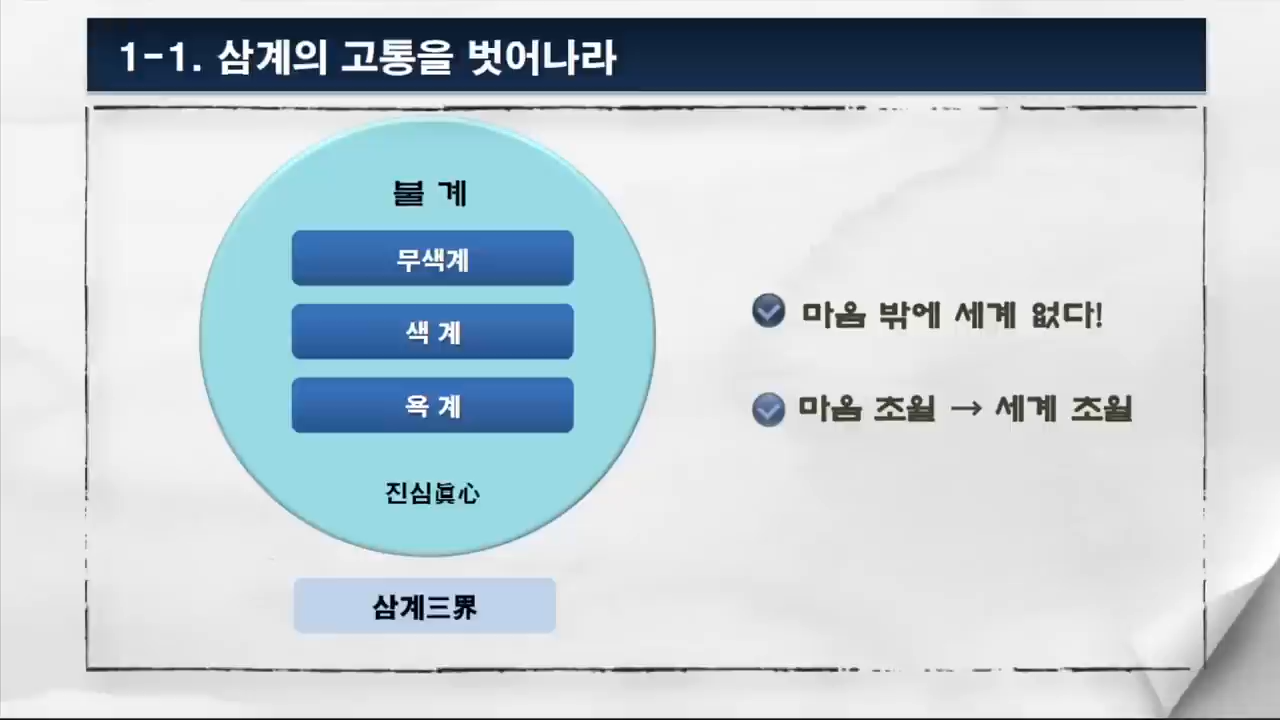 1-1. 삼계의 고통을 벗어나라
불 계
무색계
색 계
욕 계
진심眞心
삼계三界
마음 밖에 세계 없다!
마음 초월 → 세계 초월